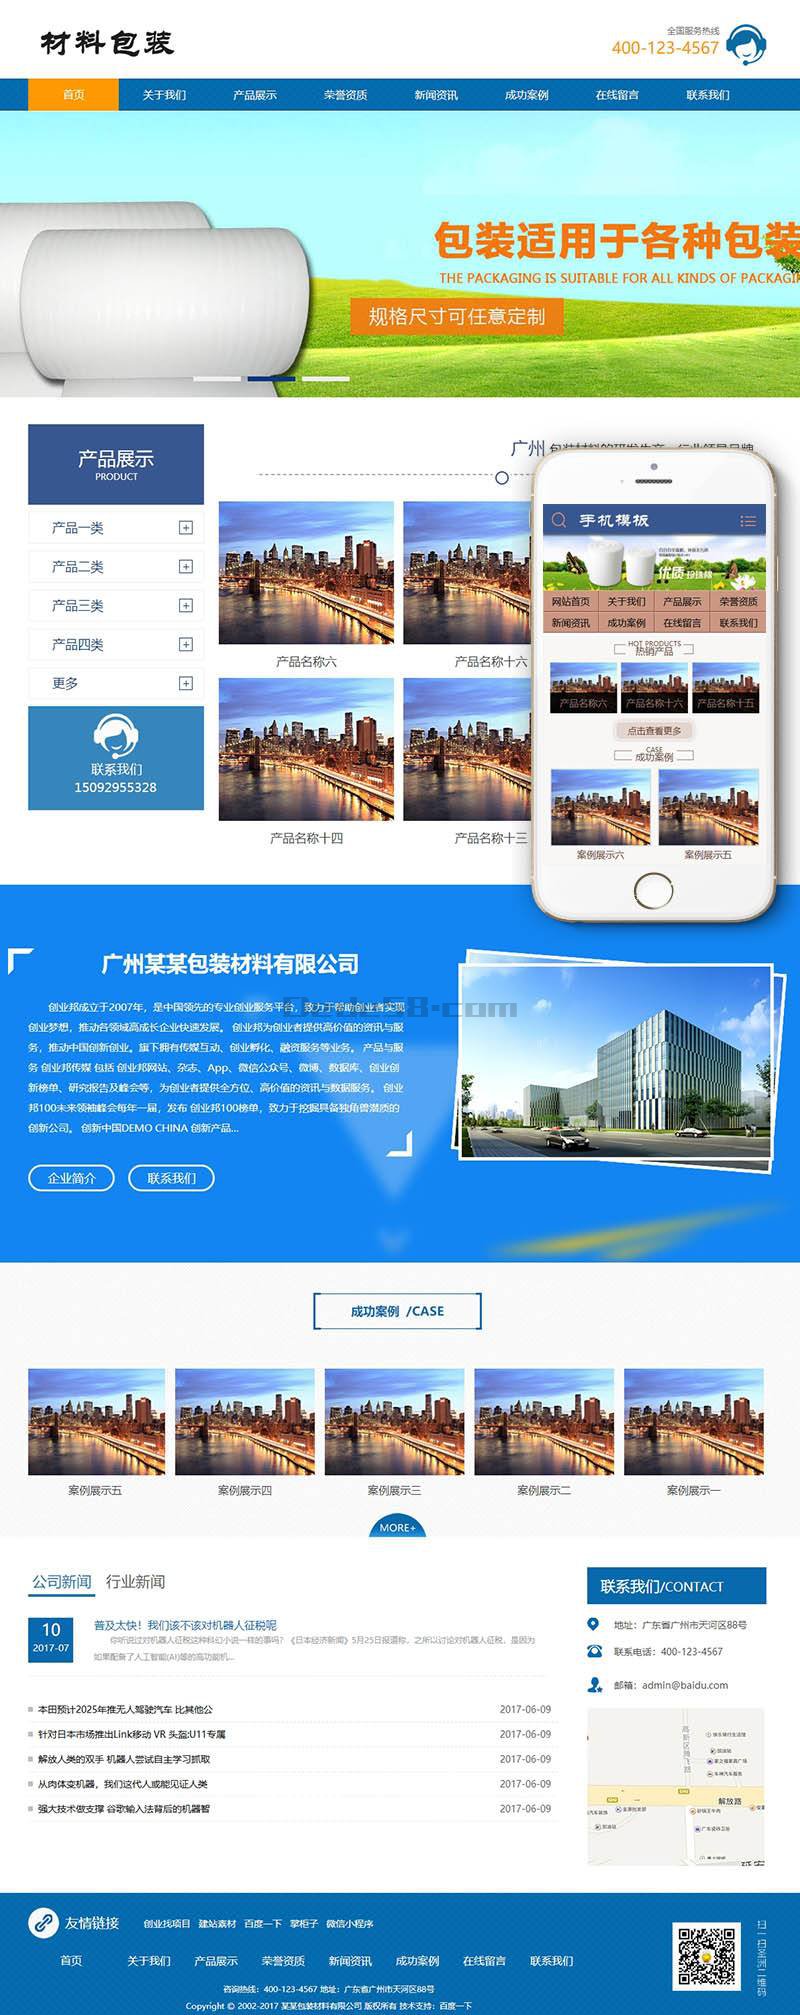 材料包装
全国服务热线
400-123-4567
首页 关于我们 产品展示 荣誉资质 新闻资讯 成功案例 在线留言 联系我们
包装适用于各种包装
THE PACKAGING IS SUITABLE FOR ALL KINDS OF PACKAGI
规格尺寸可任意定制
产品展示
PRODUCT
产品一类
产品二类
产品三类
产品四类
更多
联系我们
15092955328
广州
产品名称六
产品名称十六
产品名称十四
产品名称十三
手机模板
优质
网站首页 关于我们 产品展示 荣誉资质
新闻资讯 成功案例 在线留言 联系我们
HOT PRODUCTS
热销产品
产品名称六 产品名称十六 产品名称十五
点击查看更多
CASE
成功案例
案例展示六 案例展示五
广州某某包装材料有限公司
Dede58.com
创业邦成立于2007年，是中国领先的专业创业服务平台，致力于帮助创业者实现
创业梦想，推动各领域高成长企业快速发展。 创业邦为创业者提供高价值的资讯与服
务，推动中国创新创业。旗下拥有传媒互动、创业孵化、融资服务等业务。 产品与服
务 创业邦传媒 包括 创业邦网站、杂志、App、微信公众号、微博、数据库、创业创
新榜单、研究报告及峰会等，为创业者提供全方位、高价值的资讯与数据服务。 创业
邦100未来领袖峰会每年一届，发布 创业邦100榜单，致力于挖掘具备独角兽潜质的
创新公司。 创新中国DEMO CHINA 创新产品...
企业简介 联系我们
成功案例 /CASE
案例展示五 案例展示四 案例展示三 案例展示二 案例展示一
MORE+
公司新闻 行业新闻
10
2017-07
普及太快！我们该不该对机器人征税呢
你听说过对机器人征税这种科幻小说一样的事吗？《日本经济新闻》5月25日报道称，之所以讨论对机器人征税，是因为
如果配备了人工智能(AI)等的高功能机...
本田预计2025年推无人驾驶汽车 比其他公 2017-06-09
针对日本市场推出Link移动 VR 头盔:U11专属 2017-06-09
解放人类的双手 机器人尝试自主学习抓取 2017-06-09
从肉体变机器，我们这代人或能见证人类 2017-06-09
强大技术做支撑 谷歌输入法背后的机器智 2017-06-09
联系我们/CONTACT
地址：广东省广州市天河区88号
联系电话：400-123-4567
邮箱：admin@baidu.com
解放路
友情链接
创业找项目 建站素材 百度一下 掌柜子 微信小程序
首页 关于我们 产品展示 荣誉资质 新闻资讯 成功案例 在线留言 联系我们
咨询热线：400-123-4567 地址：广东省广州市天河区88号
Copyright © 2002-2017 某某包装材料有限公司 版权所有 技术支持：百度一下